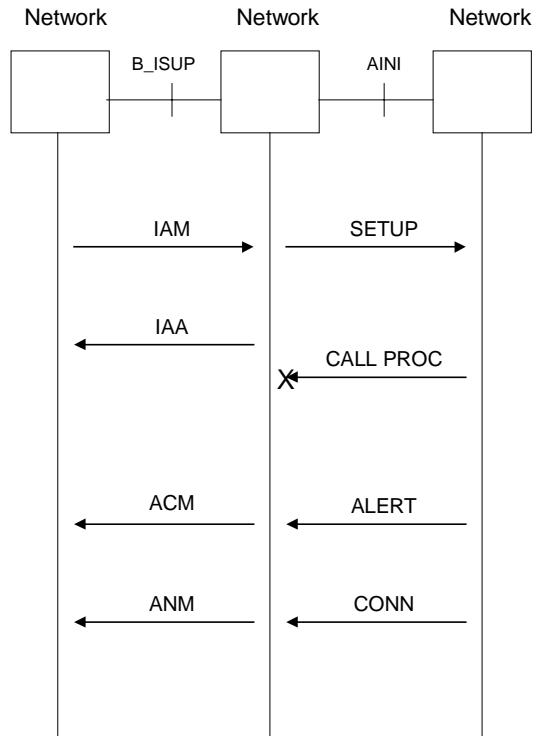 Network Network Network
B_ISUP AINI
IAM SETUP
IAA
CALL PROC
X
ACM ALERT
ANM CONN